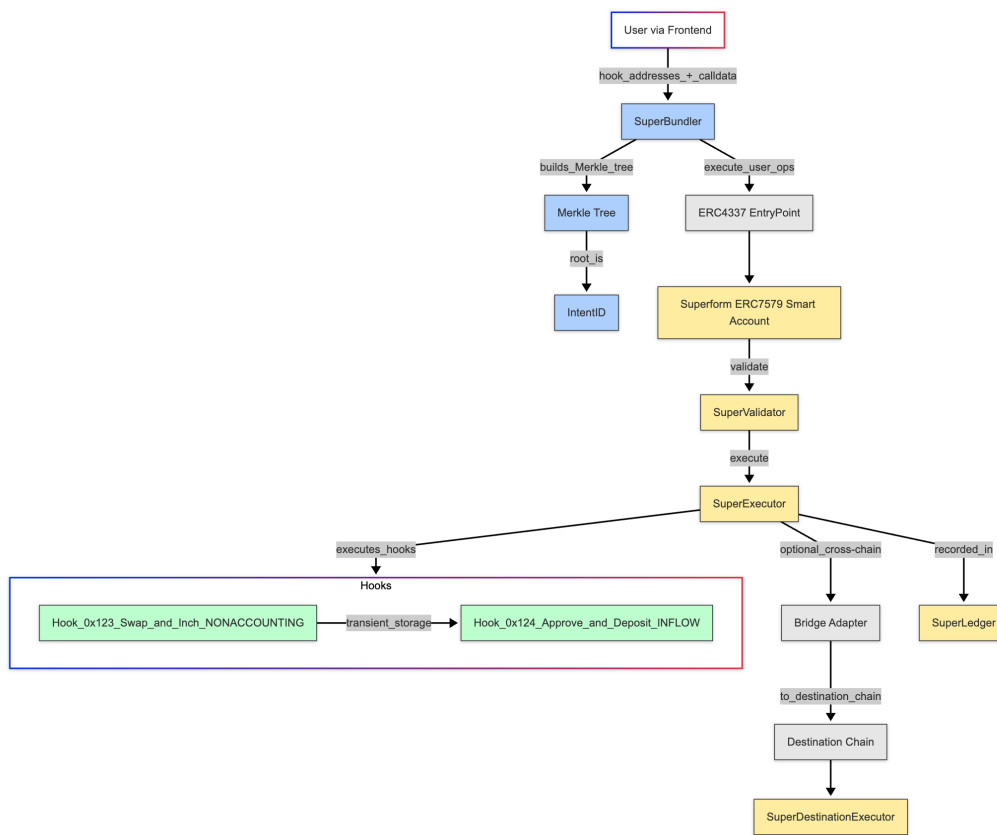 User via Frontend
hook_addresses_+_calldata
SuperBundler
builds_Merkle_tree
execute_user_ops
Merkle Tree
ERC4337 EntryPoint
root_is
IntentID
Superform ERC7579 Smart
Account
validate
SuperValidator
execute
SuperExecutor
executes_hooks
optional_cross-chain
recorded_in
Hooks
Hook_0x123_Swap_and_Inch_NONACCOUNTING
transient_storage
Hook_0x124_Approve_and_Deposit_INFLOW
Bridge Adapter
SuperLedger
to_destination_chain
Destination Chain
SuperDestinationExecutor